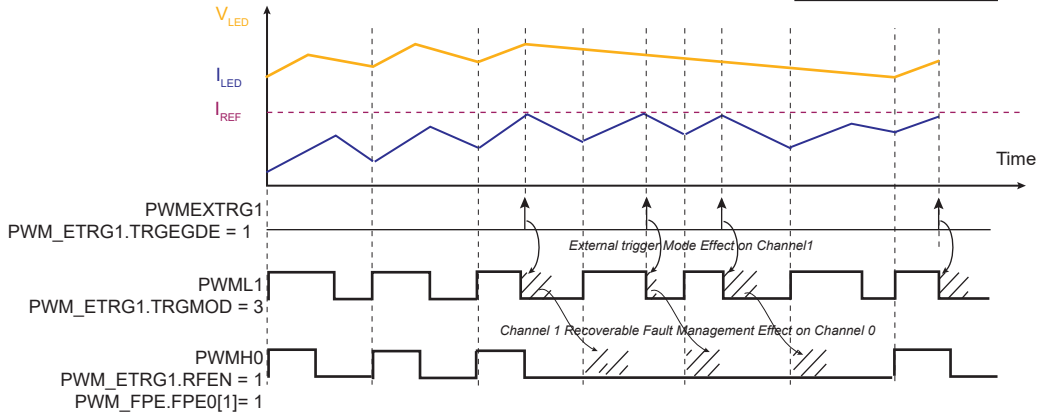 V_LED
I_LED
I_REF
Time
PWMEXTRG1
PWM_ETRG1.TRGEGDE = 1
External trigger Mode Effect on Channel1
PWML1
PWM_ETRG1.TRGMOD = 3
Channel 1 Recoverable Fault Management Effect on Channel 0
PWMH0
PWM_ETRG1.RFEN = 1
PWM_FPE.FPE0[1]= 1